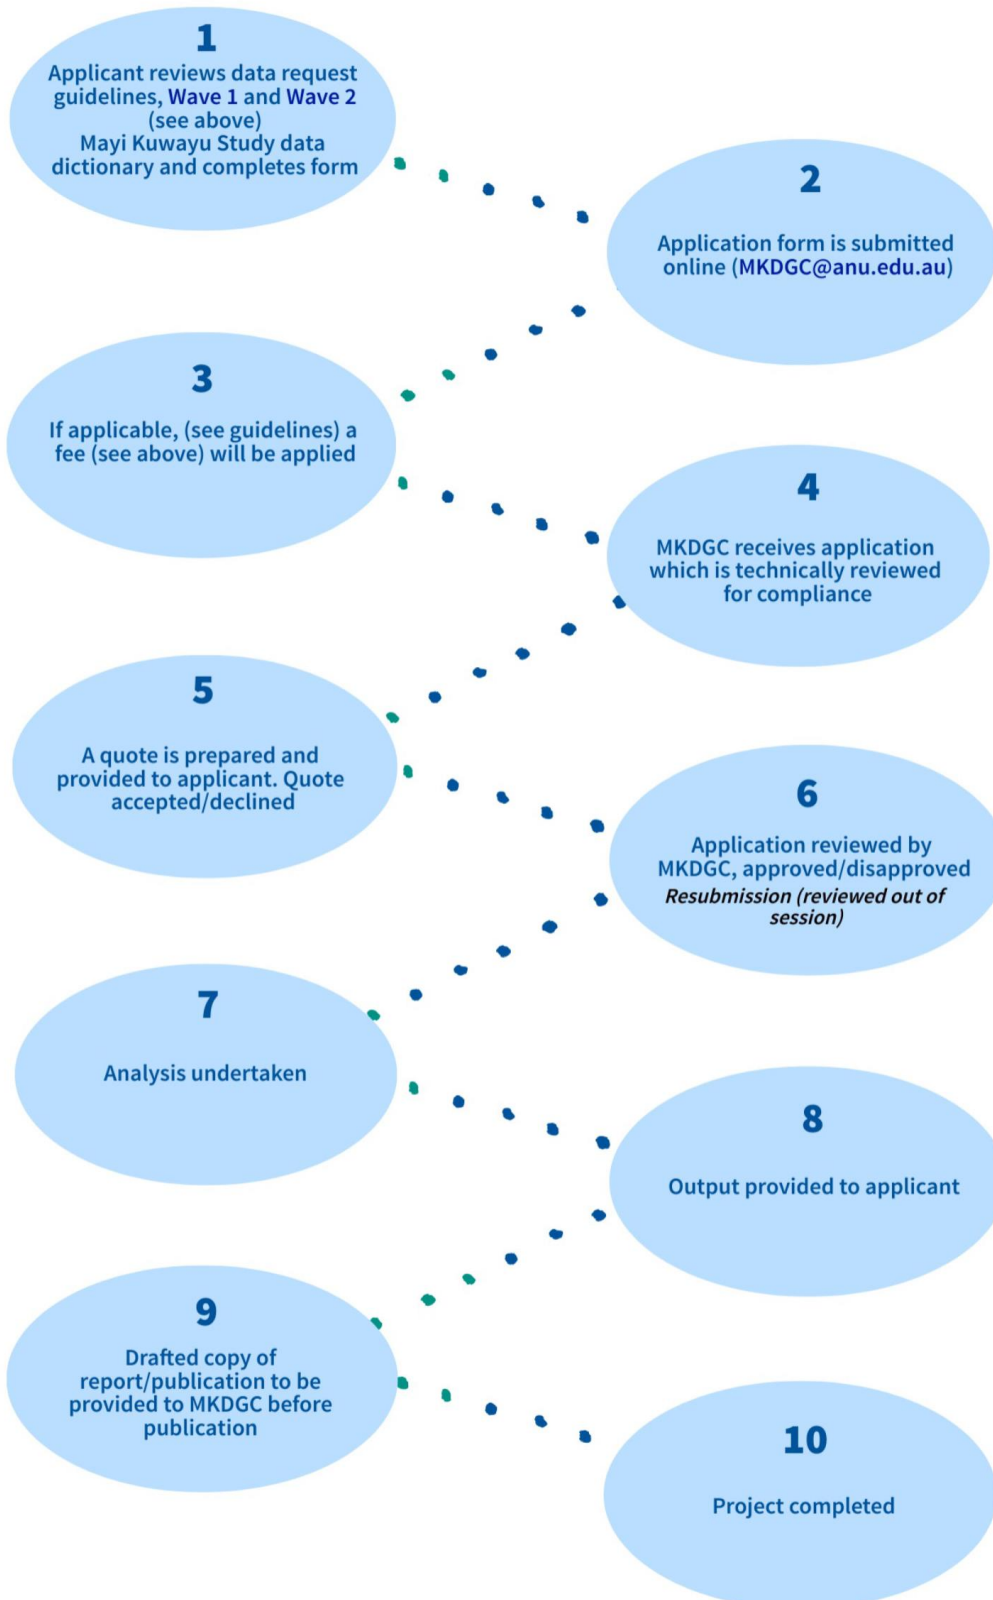 1
Applicant reviews data request
guidelines, Wave 1 and Wave 2
(see above)
Mayi Kuwayu Study data
dictionary and completes form
2
Application form is submitted
online (MKDGC@anu.edu.au)
3
If applicable, (see guidelines) a
fee (see above) will be applied
4
MKDGC receives application
which is technically reviewed
for compliance
5
A quote is prepared and
provided to applicant. Quote
accepted/declined
6
Application reviewed by
MKDGC, approved/disapproved
Resubmission (reviewed out of
session)
7
Analysis undertaken
8
Output provided to applicant
9
Drafted copy of
report/publication to be
provided to MKDGC before
publication
10
Project completed